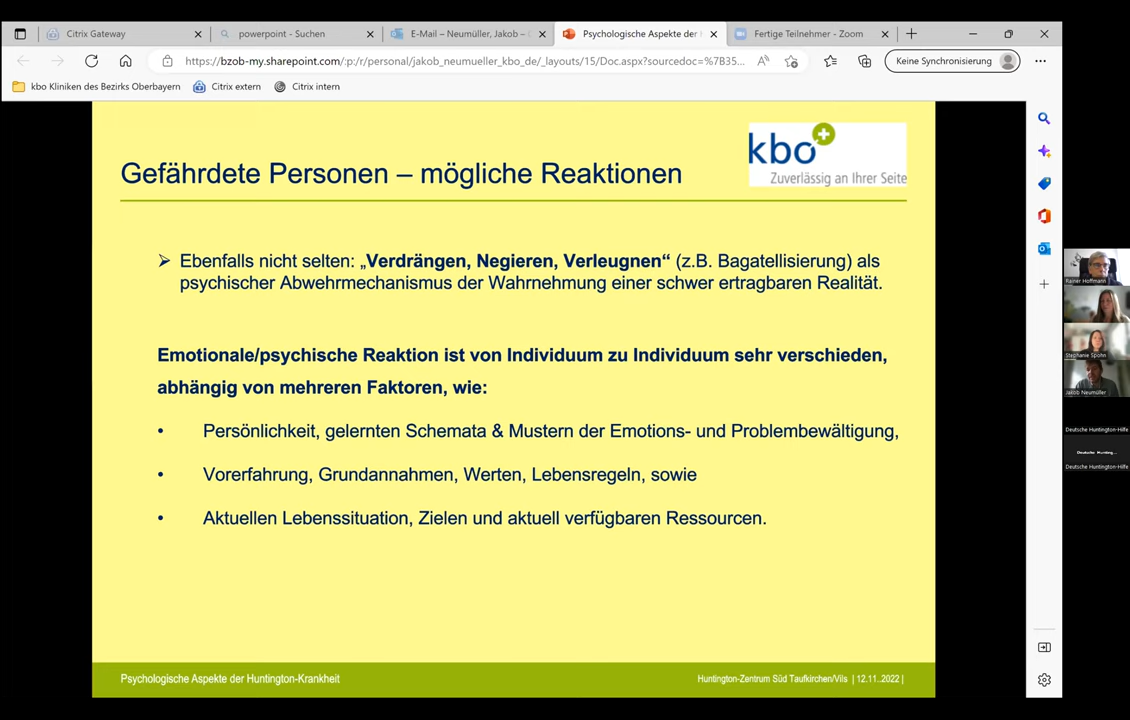 Citrix Gateway
powerpoint - Suchen
E-Mail – Neumüller, Jakob –
Psychologische Aspekte der
Fertige Teilnehmer - Zoom
https://bzob-my.sharepoint.com/:p:/r/personal/jakob_neumueller_kbo_de/_layouts/15/Doc.aspx?sourcedoc=%7B35...
Keine Synchronisierung
kbo Kliniken des Bezirks Oberbayern
Citrix extern
Citrix intern
kbo
Zuverlässig an Ihrer Seite
Gefährdete Personen – mögliche Reaktionen
➢ Ebenfalls nicht selten: „Verdrängen, Negieren, Verleugnen“ (z.B. Bagatellisierung) als
psychischer Abwehrmechanismus der Wahrnehmung einer schwer ertragbaren Realität.
Emotionale/psychische Reaktion ist von Individuum zu Individuum sehr verschieden,
abhängig von mehreren Faktoren, wie:
• Persönlichkeit, gelernten Schemata & Mustern der Emotions- und Problembewältigung,
• Vorerfahrung, Grundannahmen, Werten, Lebensregeln, sowie
• Aktuellen Lebenssituation, Zielen und aktuell verfügbaren Ressourcen.
Psychologische Aspekte der Huntington-Krankheit
Huntington-Zentrum Süd Taufkirchen/Vils | 12.11..2022 |
Rainer Hoffmann
Stephanie Spohn
Jakob Neumüller
Deutsche Huntington-Hilfe
Deutsche Hunting...
Deutsche Huntington-Hilfe